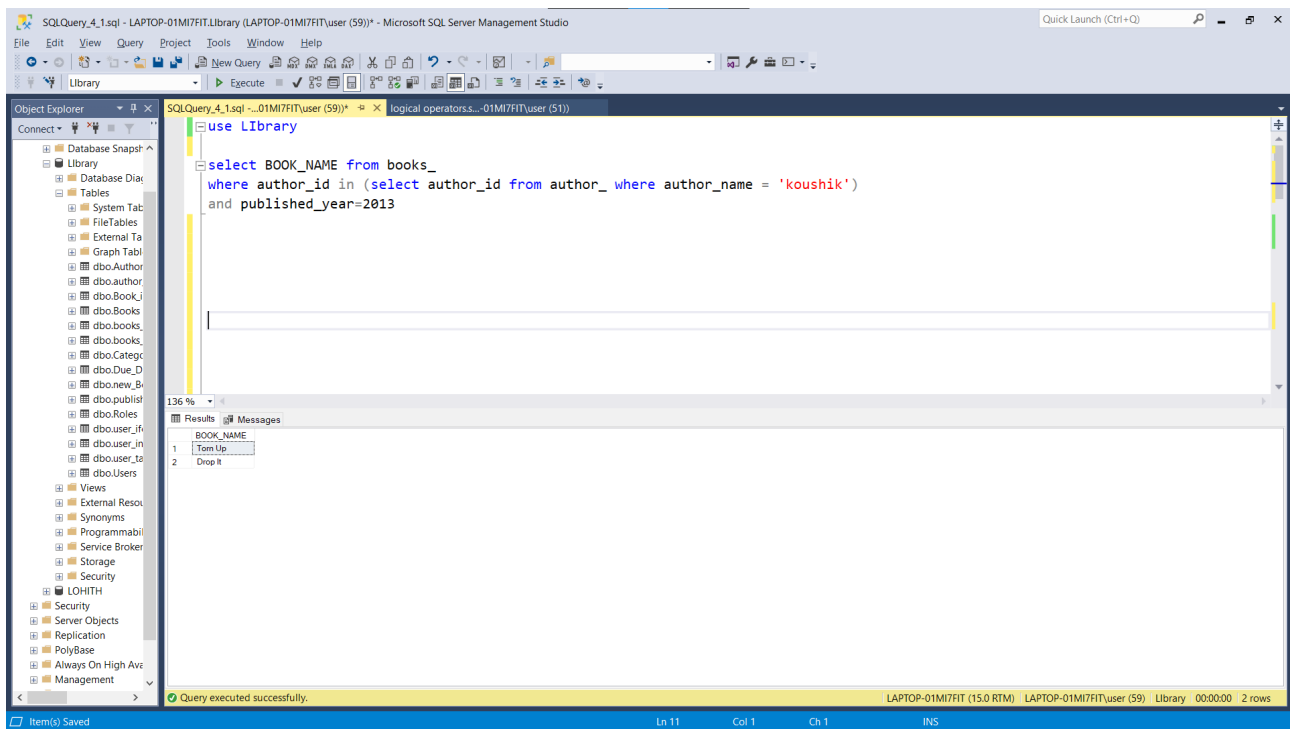 SQLQuery_4_1.sql - LAPTOP-01MI7FIT.LIbrary (LAPTOP-01MI7FIT\user (59))* - Microsoft SQL Server Management Studio
Quick Launch (Ctrl+Q)
File Edit View Query Project Tools Window Help
New Query
LIbrary
Execute
Object Explorer
SQLQuery_4_1.sql -...01MI7FIT\user (59))*
logical operators.s...-01MI7FIT\user (51))
Connect
Database Snapsh
LIbrary
Database Diag
Tables
System Tab
FileTables
External Ta
Graph Tabl
dbo.Author
dbo.author_
dbo.Book_i
dbo.Books
dbo.books_
dbo.books_
dbo.Catego
dbo.Due_D
dbo.new_B
dbo.publish
dbo.Roles
dbo.user_if
dbo.user_in
dbo.user_ta
dbo.Users
Views
External Resou
Synonyms
Programmabil
Service Broker
Storage
Security
LOHITH
Security
Server Objects
Replication
PolyBase
Always On High Ava
Management
use LIbrary
select BOOK_NAME from books_
where author_id in (select author_id from author_ where author_name = 'koushik')
and published_year=2013
136 %
Results Messages
BOOK_NAME
1 Torn Up
2 Drop It
Query executed successfully.
LAPTOP-01MI7FIT (15.0 RTM) LAPTOP-01MI7FIT\user (59) LIbrary 00:00:00 2 rows
Item(s) Saved
Ln 11 Col 1 Ch 1 INS